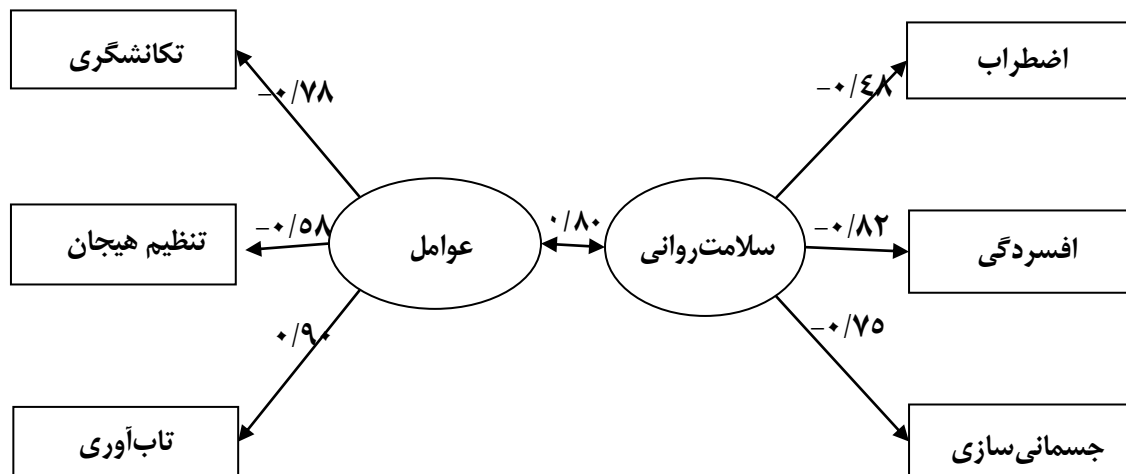 اضطراب
تکانشگری
-۰/۴۸
-۰/۷۸
افسردگی
-۰/۸۲
سلامت‌روانی
۰/۸۰
عوامل
-۰/۵۸
تنظیم هیجان
-۰/۷۵
۰/۹۰
جسمانی‌سازی
تاب‌آوری